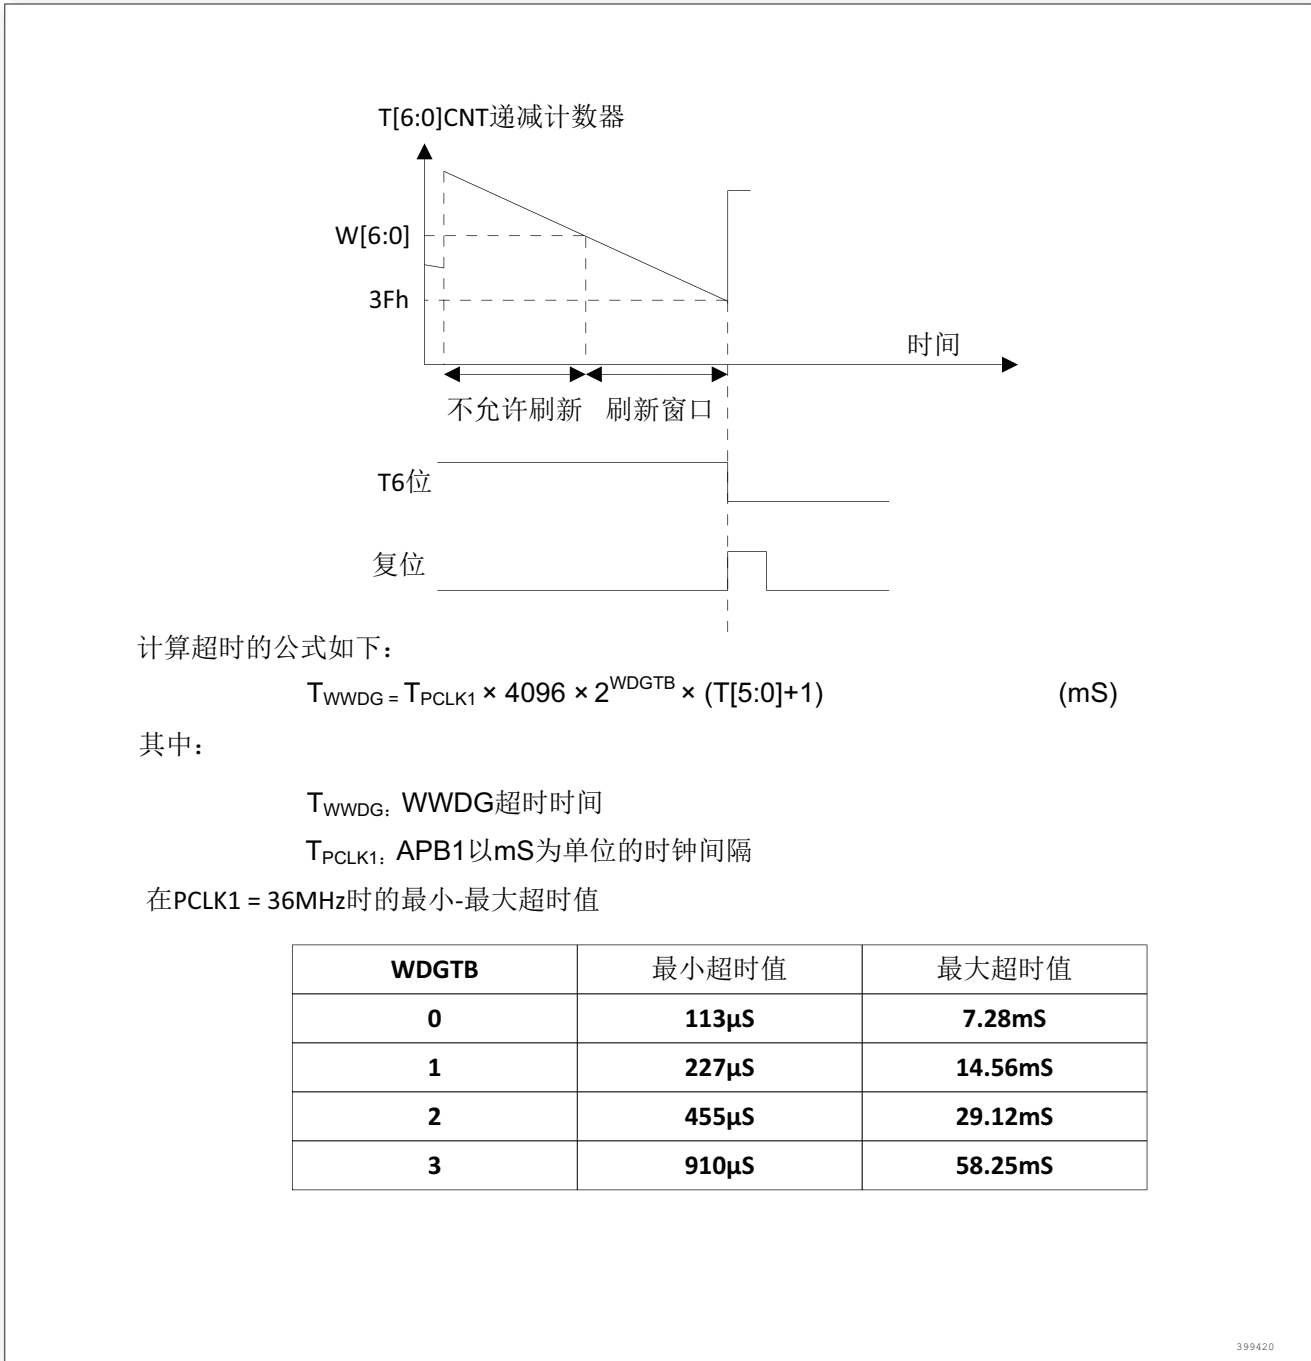 T[6:0]CNT递减计数器
W[6:0]
3Fh
时间
不允许刷新 刷新窗口
T6位
复位
计算超时的公式如下：
TWWDG = TPCLK1 × 4096 × 2^WDGTB × (T[5:0]+1) (mS)
其中：
TWWDG: WWDG超时时间
TPCLK1: APB1以mS为单位的时钟间隔
在PCLK1 = 36MHz时的最小-最大超时值
WDGTB 最小超时值 最大超时值
0 113µS 7.28mS
1 227µS 14.56mS
2 455µS 29.12mS
3 910µS 58.25mS
399420